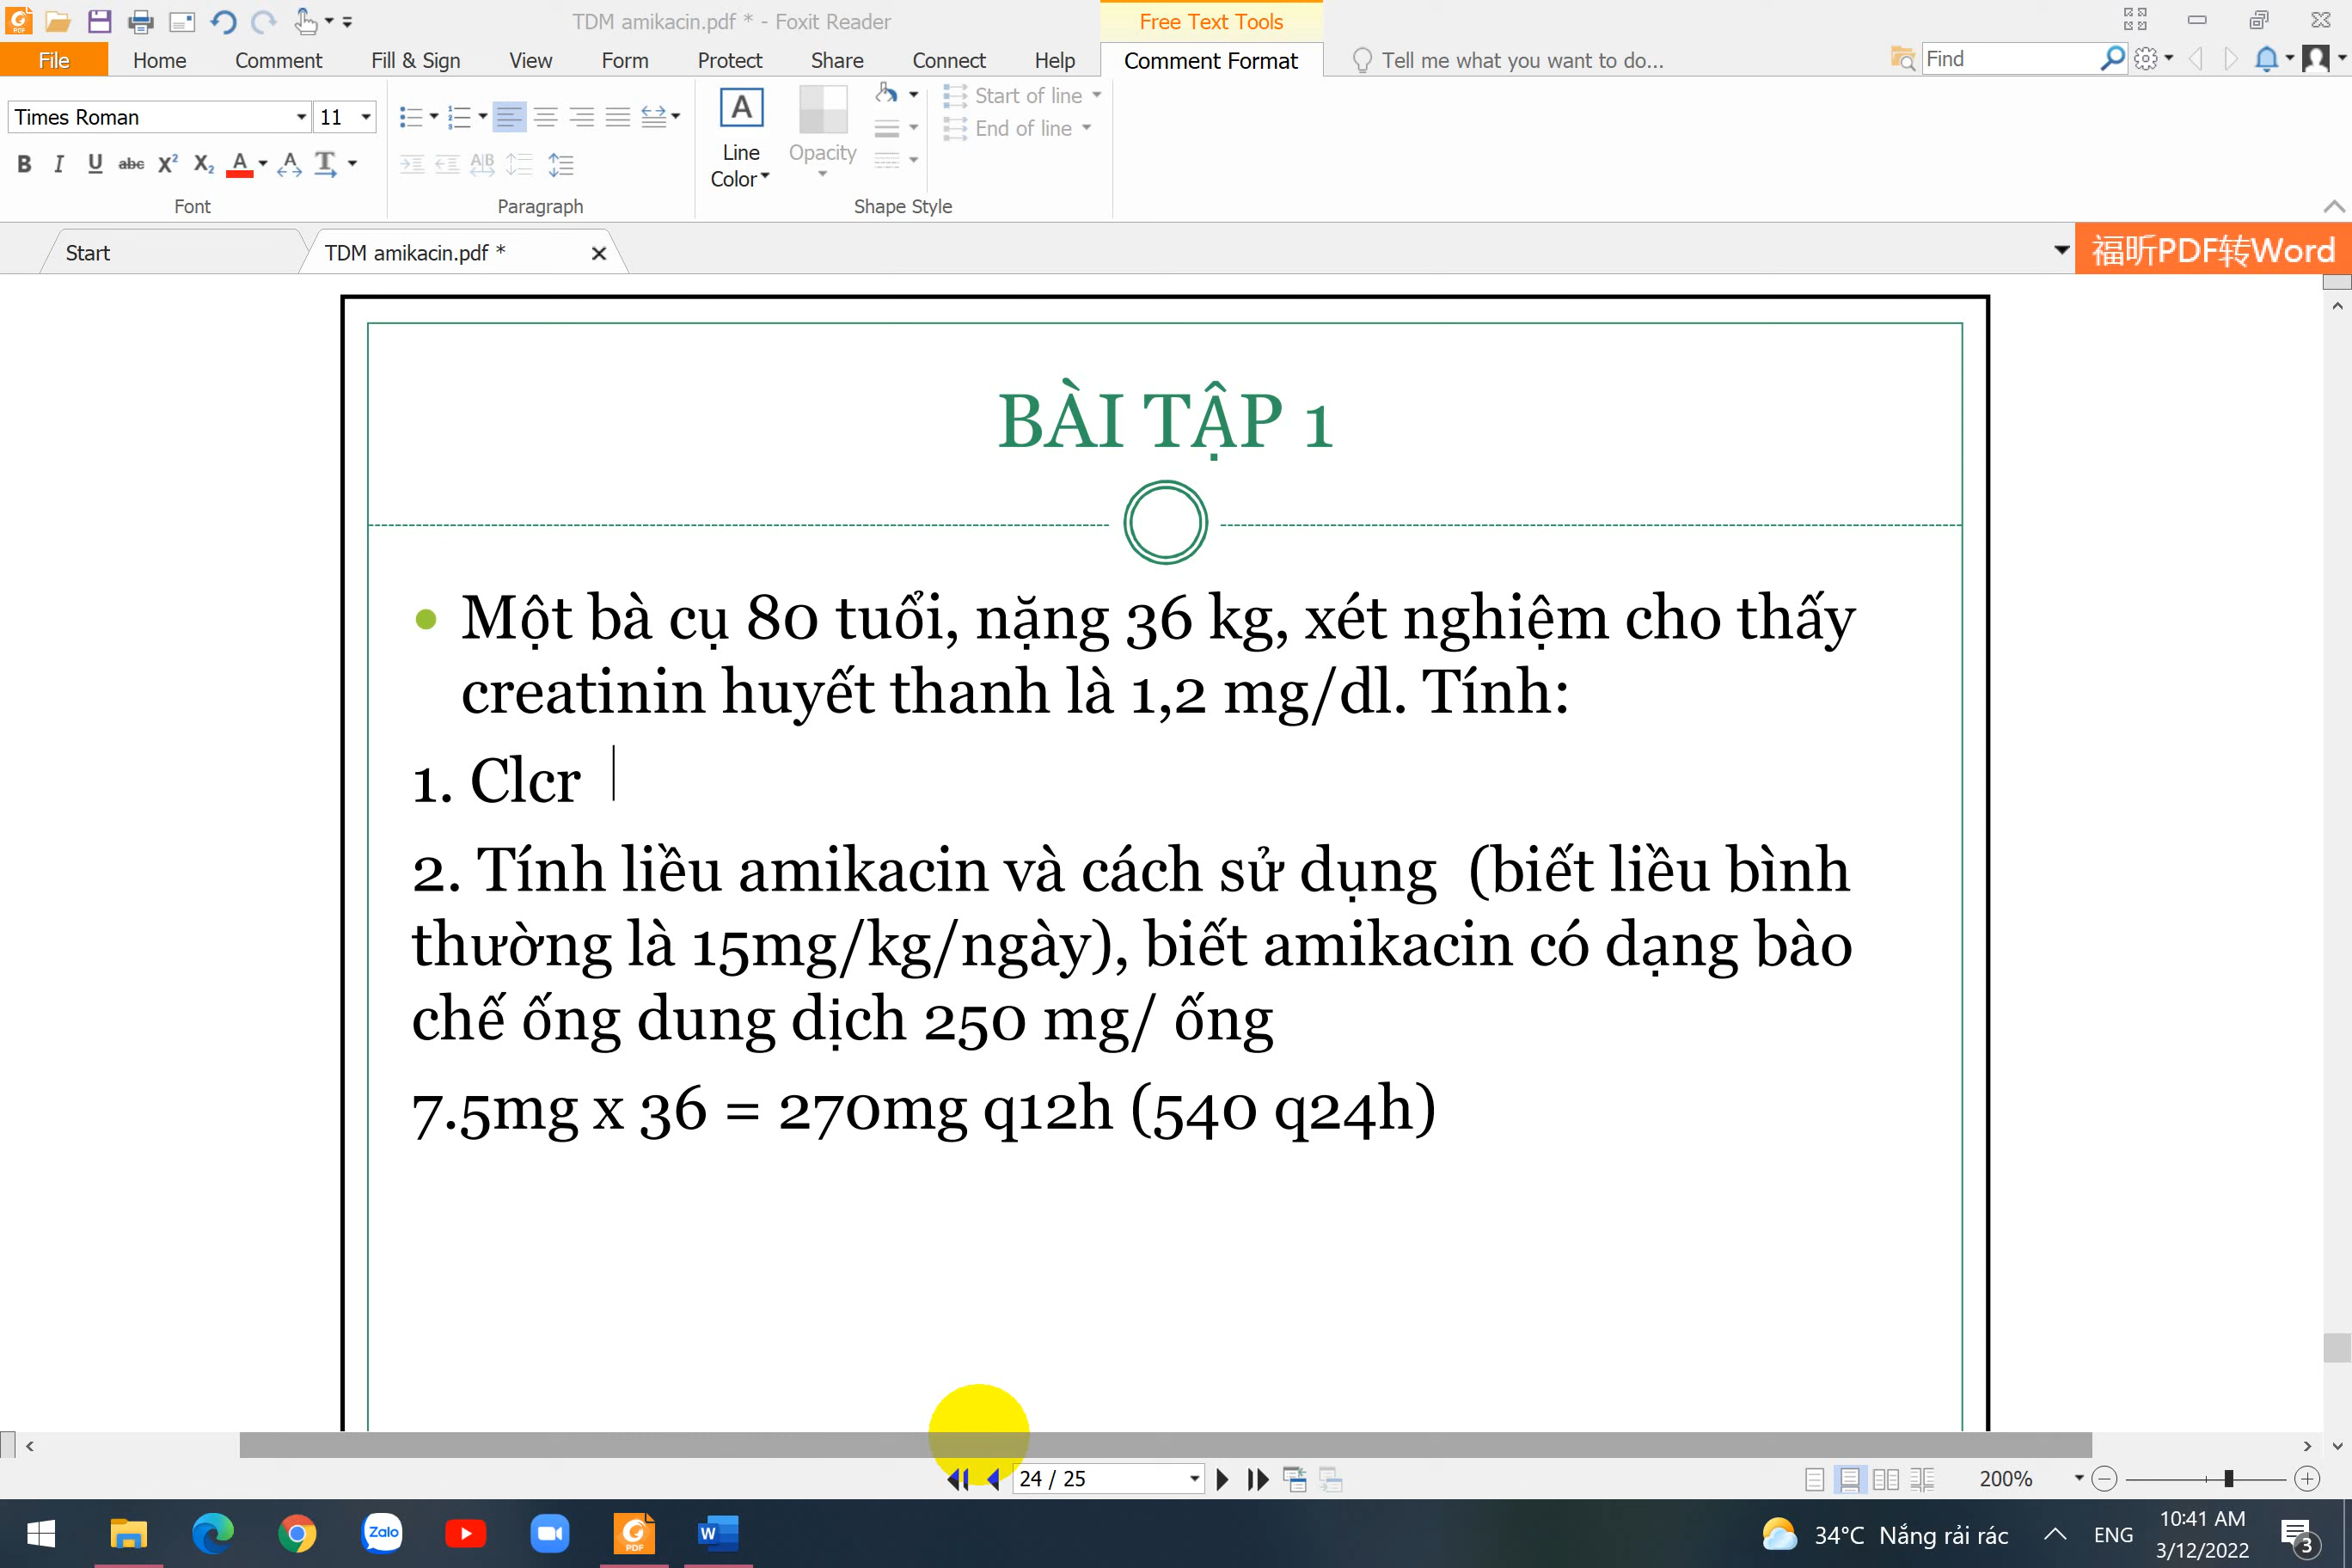 TDM amikacin.pdf * - Foxit Reader
Free Text Tools
File Home Comment Fill & Sign View Form Protect Share Connect Help Comment Format Tell me what you want to do... Find
Times Roman 11
Start of line
End of line
Line Color
Opacity
Font Paragraph Shape Style
Start TDM amikacin.pdf * 福昕PDF转Word
BÀI TẬP 1
Một bà cụ 80 tuổi, nặng 36 kg, xét nghiệm cho thấy
creatinin huyết thanh là 1,2 mg/dl. Tính:
1. Clcr
2. Tính liều amikacin và cách sử dụng (biết liều bình
thường là 15mg/kg/ngày), biết amikacin có dạng bào
chế ống dung dịch 250 mg/ ống
7.5mg x 36 = 270mg q12h (540 q24h)
24 / 25 200%
Zalo 34°C Nắng rải rác ENG 10:41 AM
3/12/2022 3